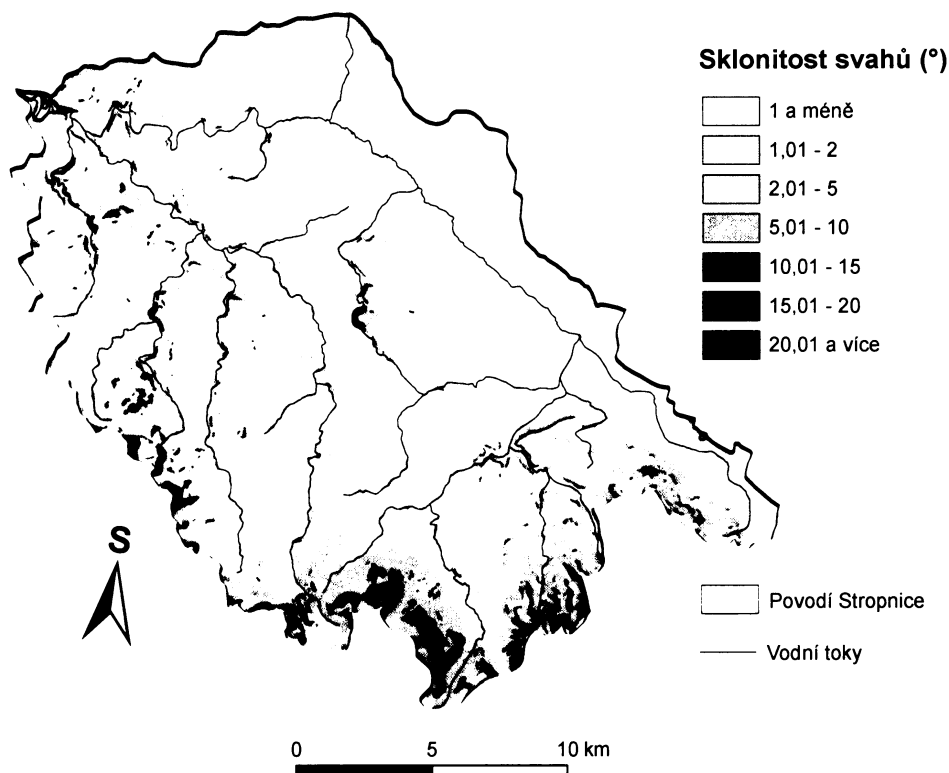 Sklonitost svahů (°)
1 a méně
1,01 - 2
2,01 - 5
5,01 - 10
10,01 - 15
15,01 - 20
20,01 a více
S
Povodí Stropnice
Vodní toky
0 5 10 km